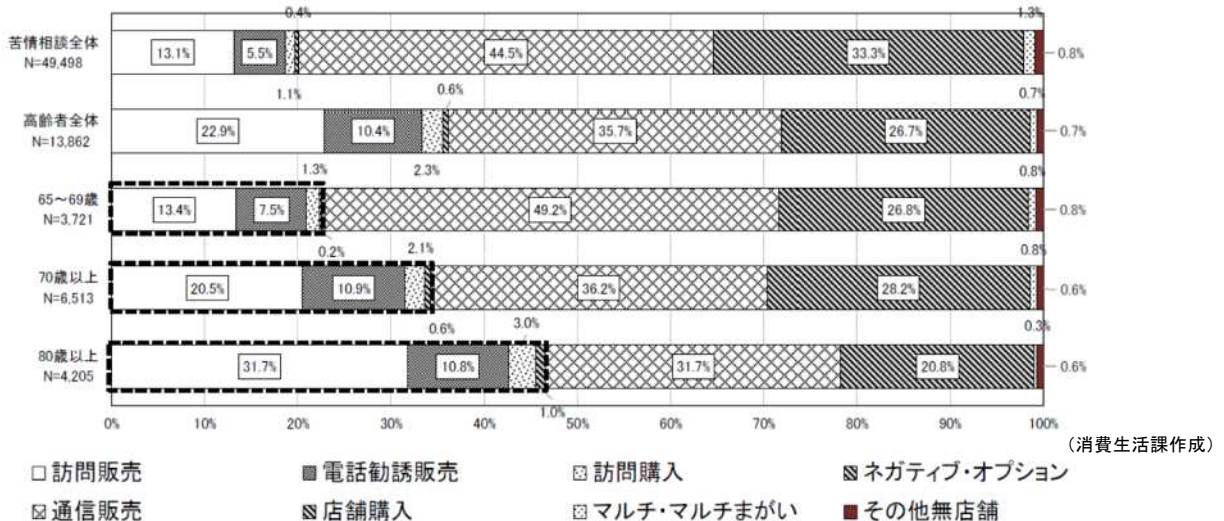 0.4%
1.3%
苦情相談全体
N=49,498
13.1% 5.5% 44.5% 33.3% 0.8%
1.1% 0.6% 0.7%
高齢者全体
N=13,862
22.9% 10.4% 35.7% 26.7% 0.7%
1.3% 2.3% 0.8%
65～69歳
N=3,721
13.4% 7.5% 49.2% 26.8% 0.8%
0.2% 2.1% 0.8%
70歳以上
N=6,513
20.5% 10.9% 36.2% 28.2% 0.6%
0.6% 3.0% 0.3%
80歳以上
N=4,205
31.7% 10.8% 31.7% 20.8% 0.6%
1.0%
0% 10% 20% 30% 40% 50% 60% 70% 80% 90% 100%
(消費生活課作成)
訪問販売 電話勧誘販売 訪問購入 ネガティブ・オプション
通信販売 店舗購入 マルチ・マルチまがい その他無店舗